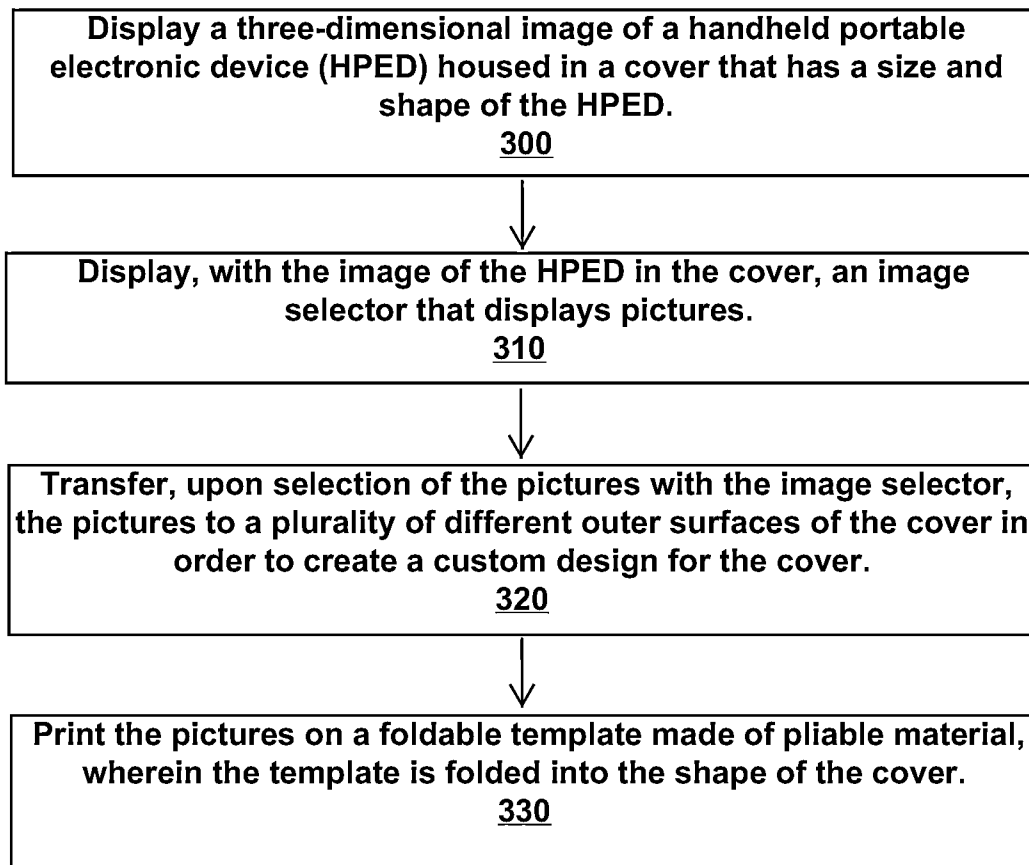 Display a three-dimensional image of a handheld portable
electronic device (HPED) housed in a cover that has a size and
shape of the HPED.
300
Display, with the image of the HPED in the cover, an image
selector that displays pictures.
310
Transfer, upon selection of the pictures with the image selector,
the pictures to a plurality of different outer surfaces of the cover in
order to create a custom design for the cover.
320
Print the pictures on a foldable template made of pliable material,
wherein the template is folded into the shape of the cover.
330